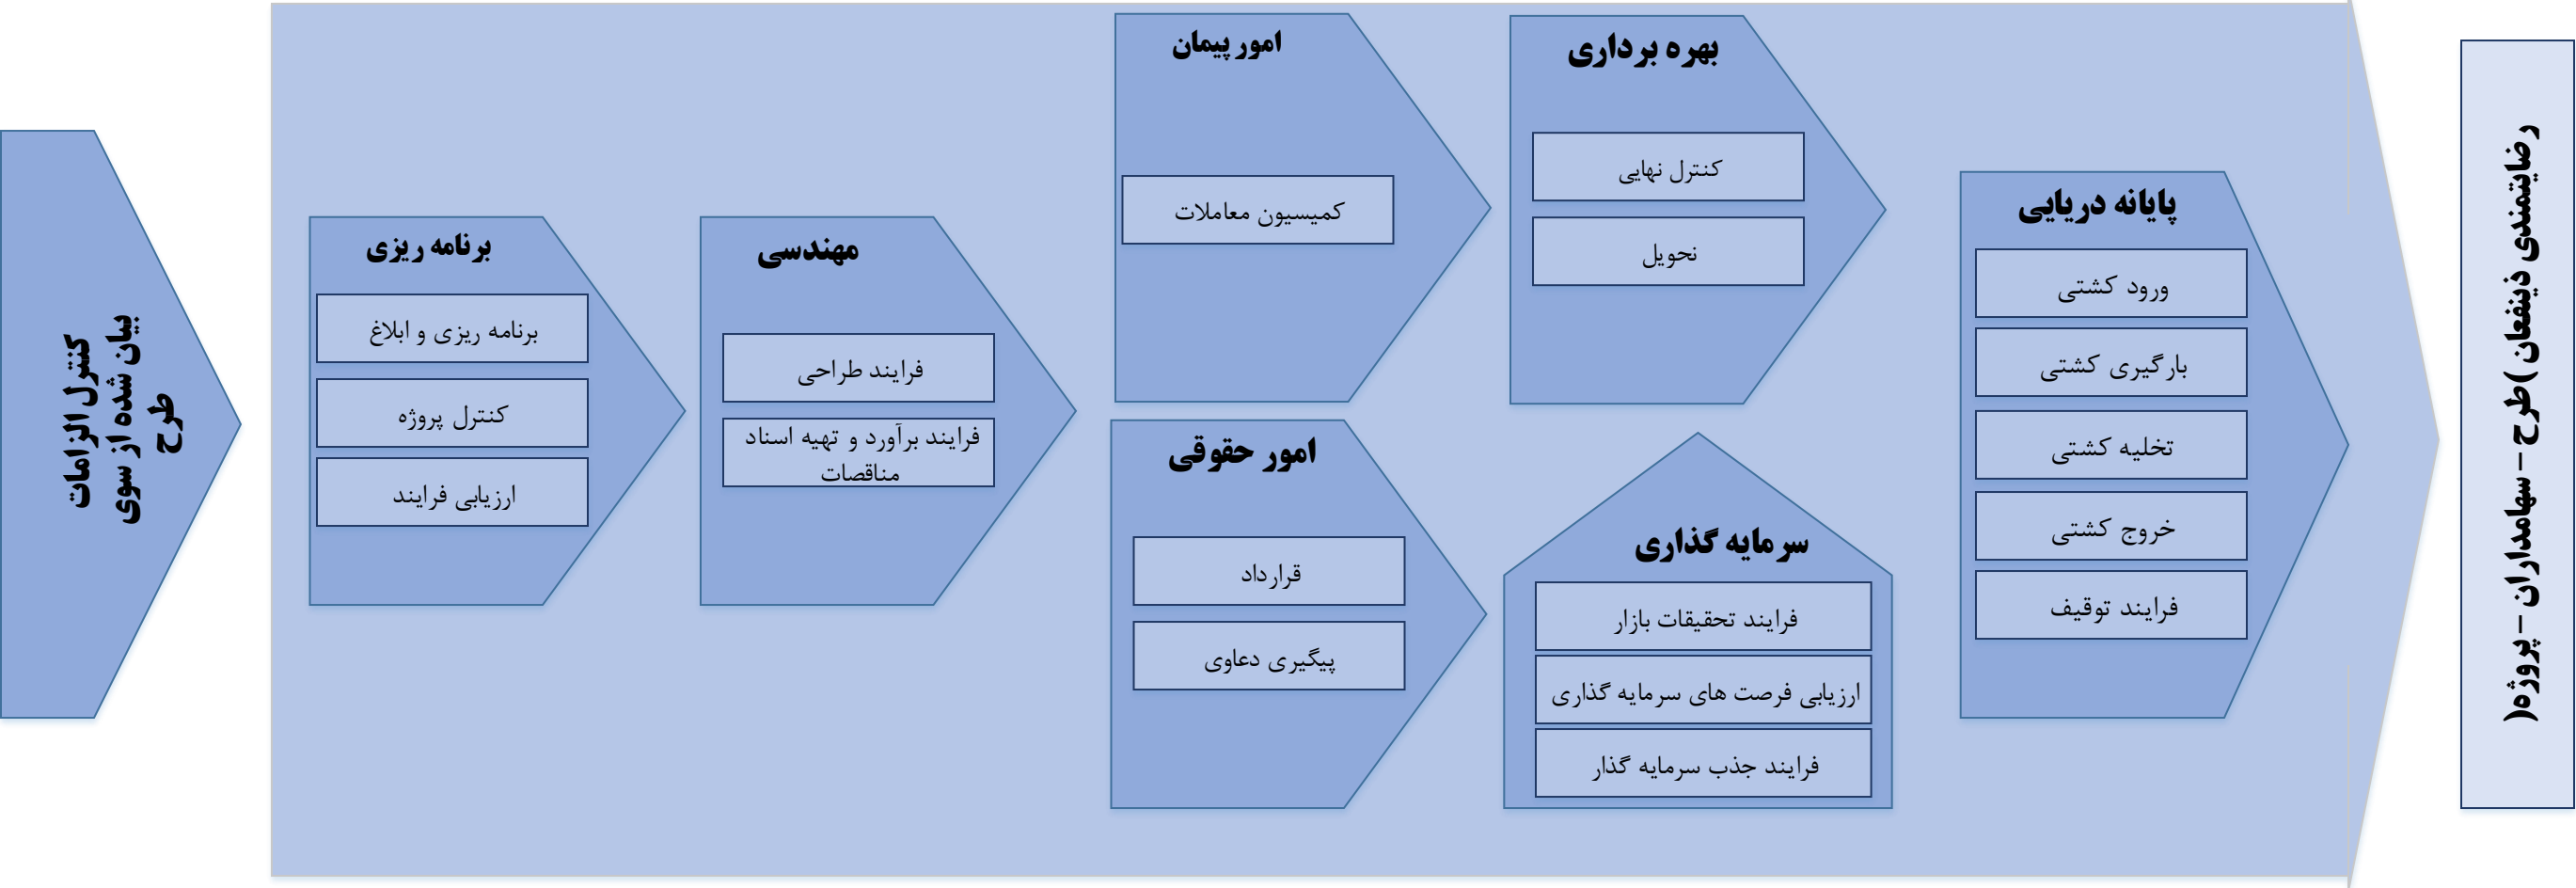 کنترل الزامات
بیان شده از سوی
طرح
برنامه ریزی
برنامه ریزی و ابلاغ
کنترل پروژه
ارزیابی فرایند
مهندسی
فرایند طراحی
فرایند برآورد و تهیه اسناد
مناقصات
امور پیمان
کمیسیون معاملات
امور حقوقی
قرارداد
پیگیری دعاوی
بهره برداری
کنترل نهایی
تحویل
سرمایه گذاری
فرایند تحقیقات بازار
ارزیابی فرصت های سرمایه گذاری
فرایند جذب سرمایه گذار
پایانه دریایی
ورود کشتی
بارگیری کشتی
تخلیه کشتی
خروج کشتی
فرایند توقیف
رضایتمندی ذینفعان )طرح – سهامداران – پروژه(